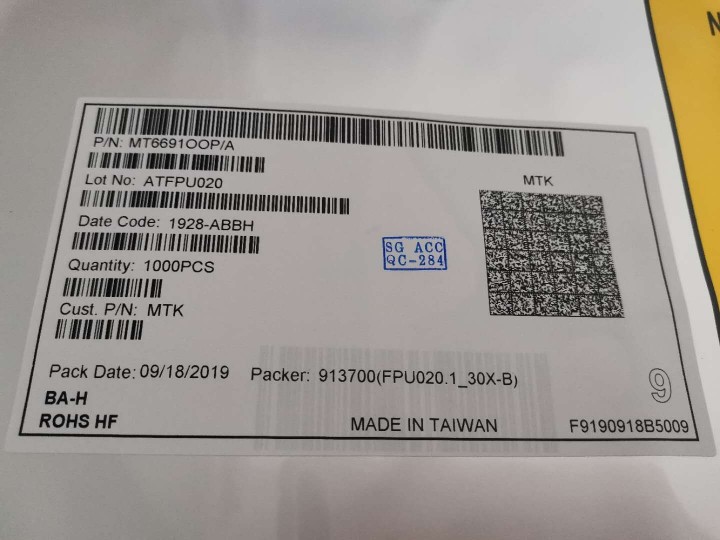 P/N: MT6691OOP/A
Lot No: ATFPU020
MTK
Date Code: 1928-ABBH
SG ACC
QC-284
Quantity: 1000PCS
Cust. P/N: MTK
Pack Date: 09/18/2019 Packer: 913700(FPU020.1_30X-B)
9
BA-H
ROHS HF
MADE IN TAIWAN
F9190918B5009